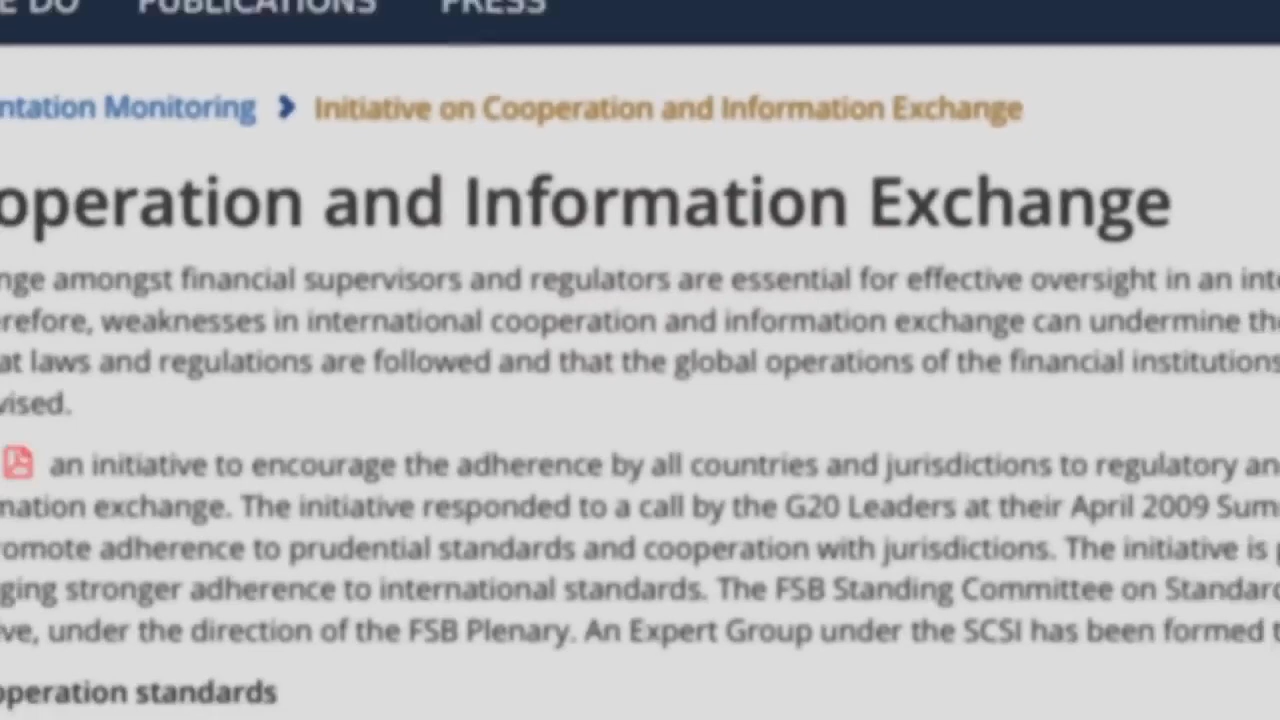 E DO PUBLICATIONS PRESS
ntation Monitoring > Initiative on Cooperation and Information Exchange
operation and Information Exchange
nge amongst financial supervisors and regulators are essential for effective oversight in an inte
erefore, weaknesses in international cooperation and information exchange can undermine tha
at laws and regulations are followed and that the global operations of the financial institutions
vised.
an initiative to encourage the adherence by all countries and jurisdictions to regulatory an
mation exchange. The initiative responded to a call by the G20 Leaders at their April 2009 Sum
romote adherence to prudential standards and cooperation with jurisdictions. The initiative is p
ging stronger adherence to international standards. The FSB Standing Committee on Standard
ive, under the direction of the FSB Plenary. An Expert Group under the SCSI has been formed t
operation standards